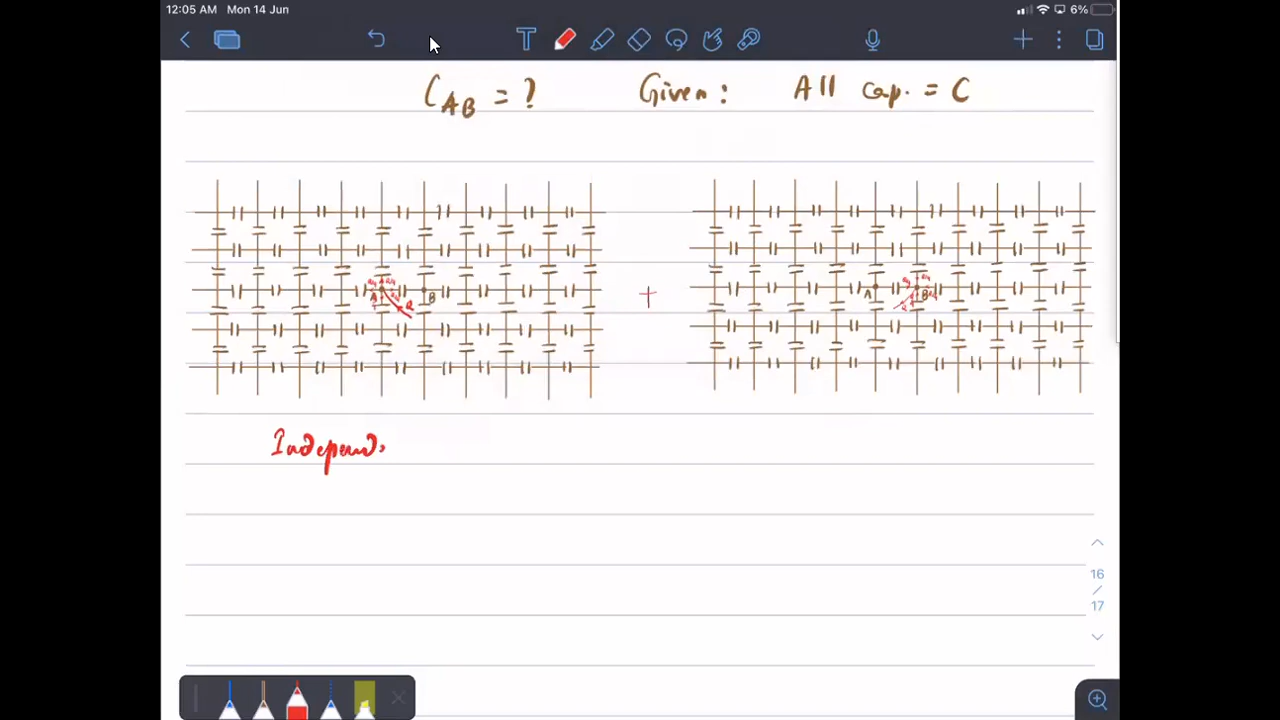 12:05 AM Mon 14 Jun 6%
T
C_AB = ? Given: All cap. = C
A B
+
A B
Independ
16
/
17